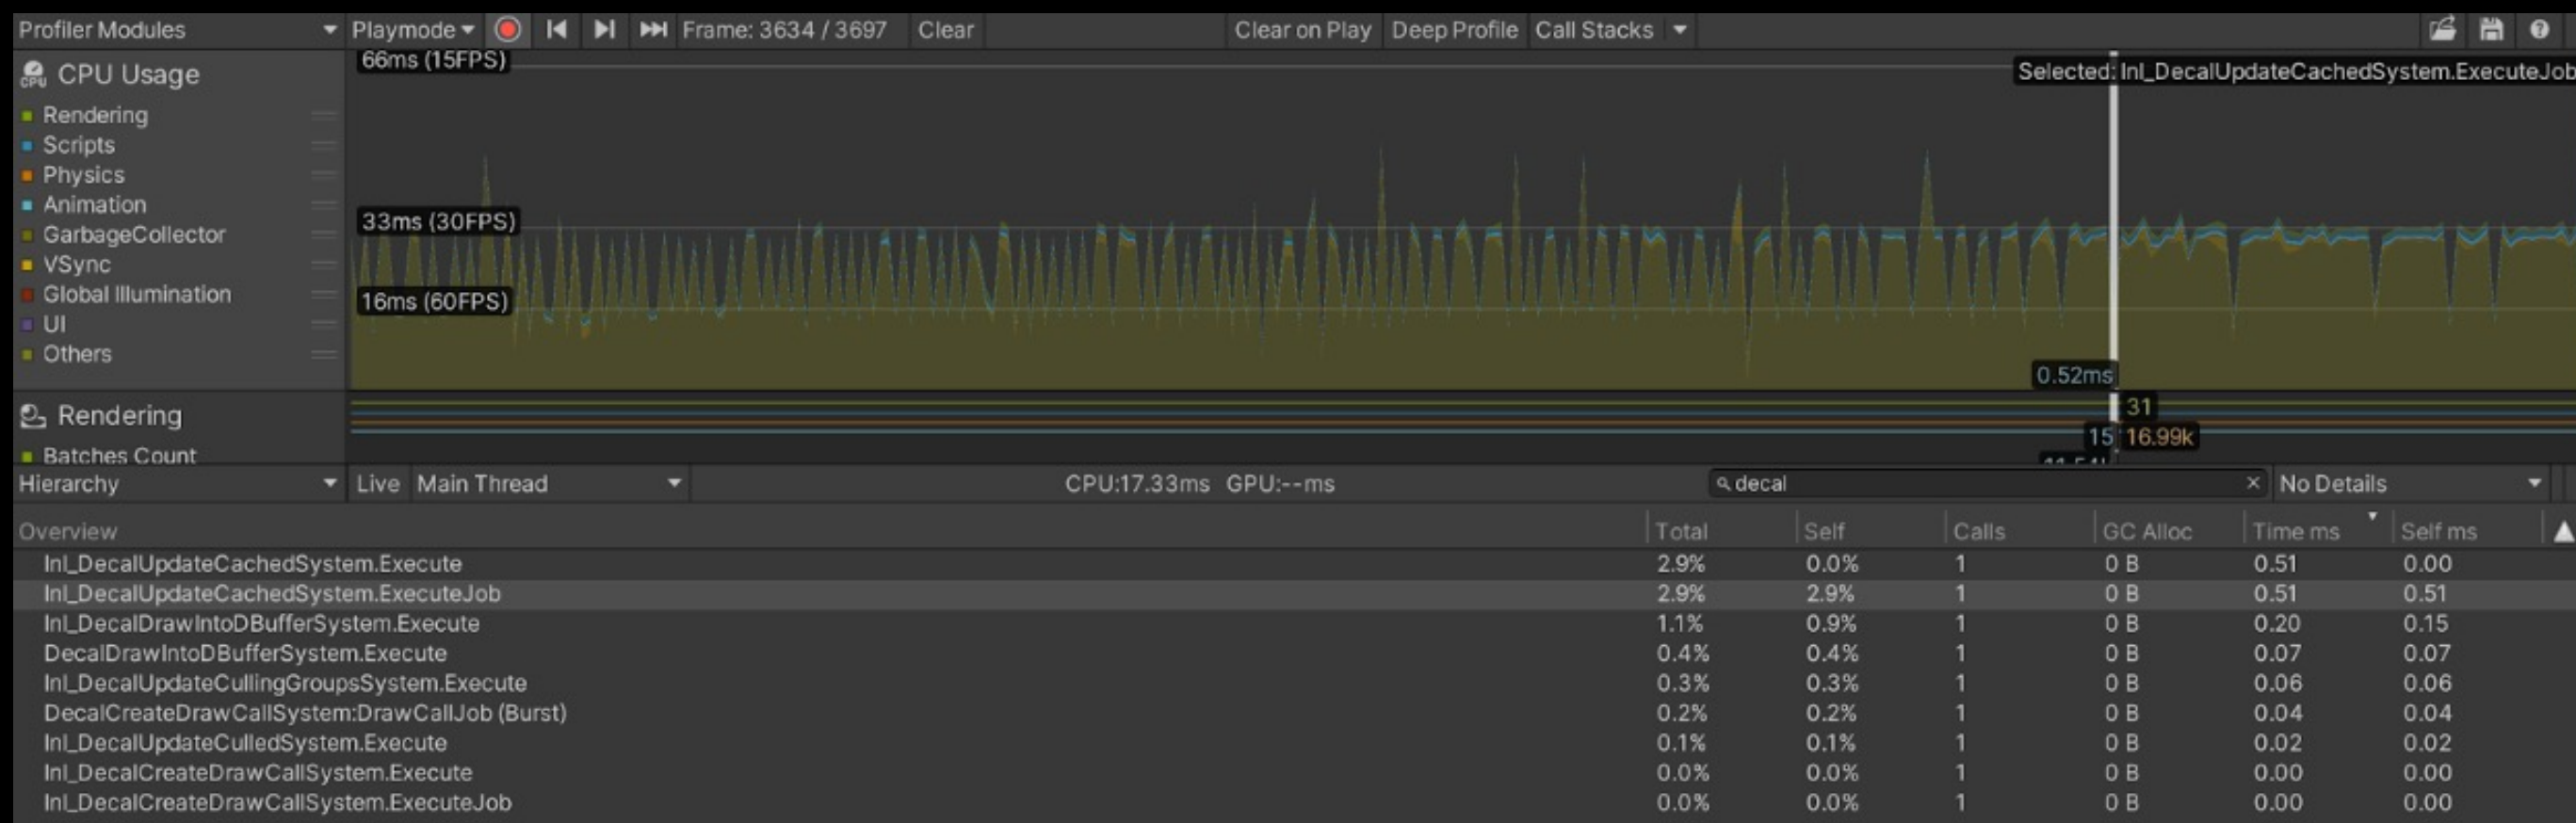 Profiler Modules Playmode Frame: 3634 / 3697 Clear Clear on Play Deep Profile Call Stacks
CPU Usage
66ms (15FPS)
Selected: Inl_DecalUpdateCachedSystem.ExecuteJob
Rendering
Scripts
Physics
Animation
GarbageCollector
VSync
Global Illumination
UI
Others
33ms (30FPS)
16ms (60FPS)
0.52ms
Rendering
31
15 16.99k
Batches Count
Hierarchy Live Main Thread CPU:17.33ms GPU:--ms decal No Details
Overview Total Self Calls GC Alloc Time ms Self ms
Inl_DecalUpdateCachedSystem.Execute 2.9% 0.0% 1 0 B 0.51 0.00
Inl_DecalUpdateCachedSystem.ExecuteJob 2.9% 2.9% 1 0 B 0.51 0.51
Inl_DecalDrawIntoDBufferSystem.Execute 1.1% 0.9% 1 0 B 0.20 0.15
DecalDrawIntoDBufferSystem.Execute 0.4% 0.4% 1 0 B 0.07 0.07
Inl_DecalUpdateCullingGroupsSystem.Execute 0.3% 0.3% 1 0 B 0.06 0.06
DecalCreateDrawCallSystem:DrawCallJob (Burst) 0.2% 0.2% 1 0 B 0.04 0.04
Inl_DecalUpdateCulledSystem.Execute 0.1% 0.1% 1 0 B 0.02 0.02
Inl_DecalCreateDrawCallSystem.Execute 0.0% 0.0% 1 0 B 0.00 0.00
Inl_DecalCreateDrawCallSystem.ExecuteJob 0.0% 0.0% 1 0 B 0.00 0.00